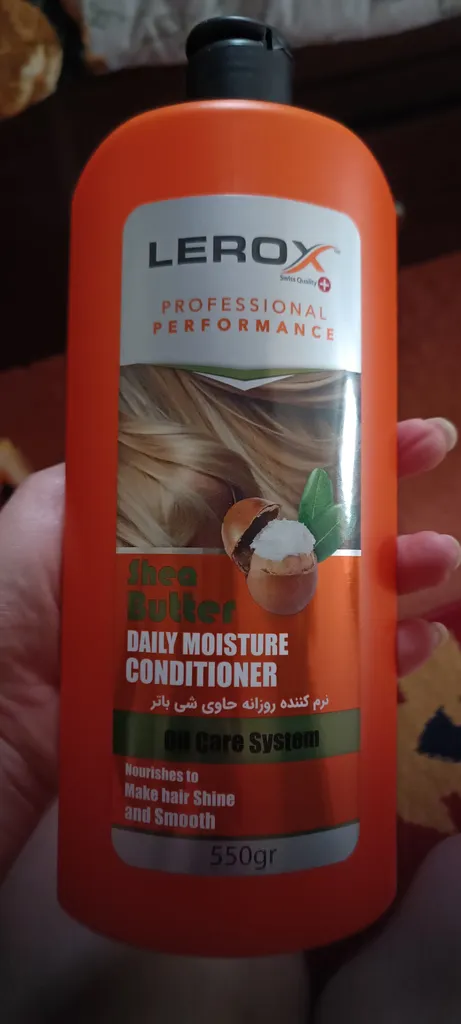 LEROX™
Swiss Quality
PROFESSIONAL
PERFORMANCE
Shea
Butter
DAILY MOISTURE
CONDITIONER
نرم کننده روزانه حاوی شی باتر
Oil Care System
Nourishes to
Make hair Shine
and Smooth
550gr